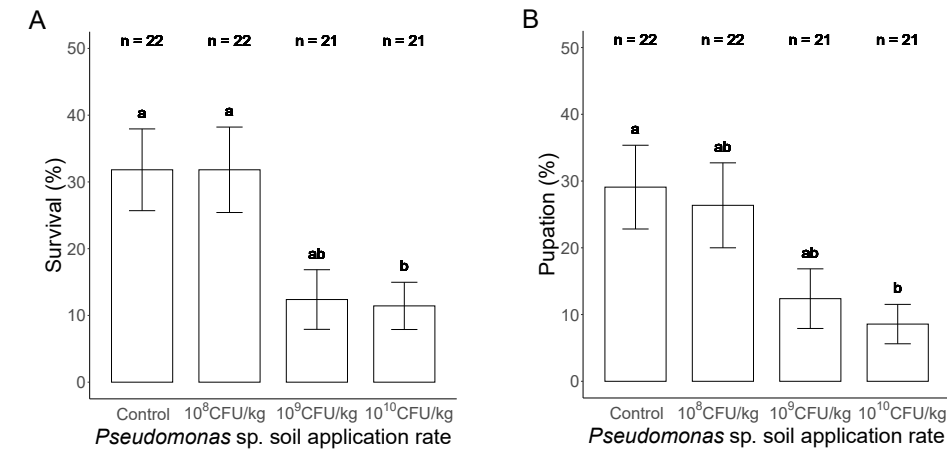 A
n = 22 n = 22 n = 21 n = 21
50
40
30
20
10
0
Survival (%)
a a ab b
Control 10⁸CFU/kg 10⁹CFU/kg 10¹⁰CFU/kg
Pseudomonas sp. soil application rate
B
n = 22 n = 22 n = 21 n = 21
50
40
30
20
10
0
Pupation (%)
a ab ab b
Control 10⁸CFU/kg 10⁹CFU/kg 10¹⁰CFU/kg
Pseudomonas sp. soil application rate